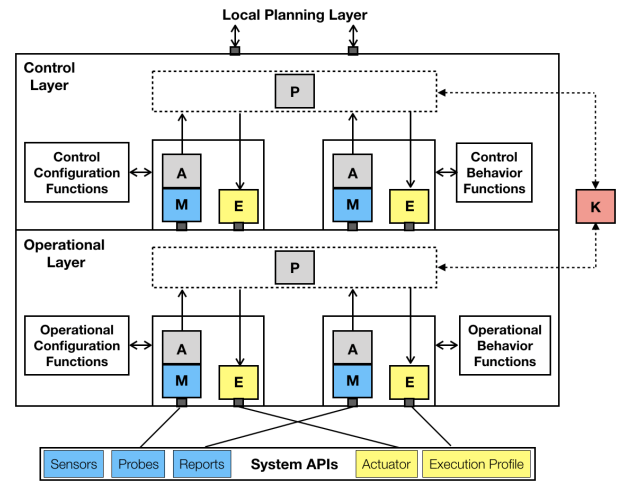 Local Planning Layer
Control
Layer
P
Control
Configuration
Functions
A
M
E
A
M
E
Control
Behavior
Functions
K
Operational
Layer
P
Operational
Configuration
Functions
A
M
E
A
M
E
Operational
Behavior
Functions
Sensors Probes Reports System APIs Actuator Execution Profile